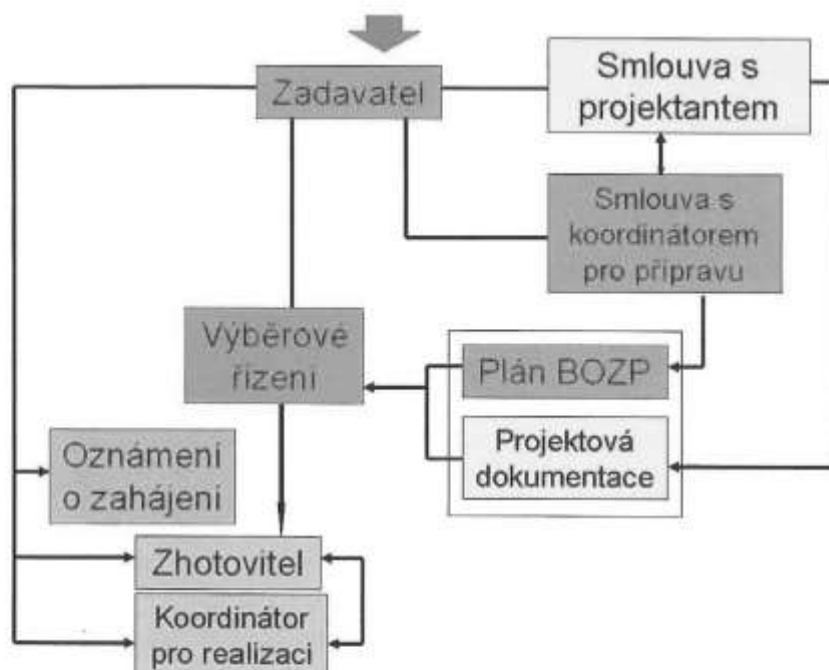 Zadavatel
Smlouva s
projektantem
Smlouva s
koordinátorem
pro přípravu
Výběrové
řízení
Plán BOZP
Projektová
dokumentace
Oznámení
o zahájení
Zhotovitel
Koordinátor
pro realizaci